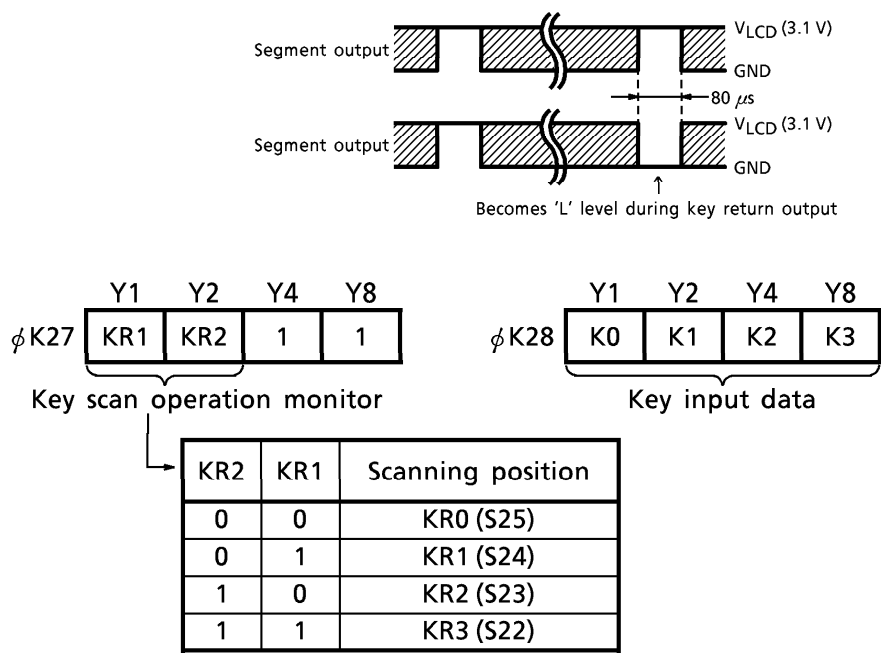 V_LCD (3.1 V)
Segment output
GND
80 μs
V_LCD (3.1 V)
Segment output
GND
Becomes 'L' level during key return output
Y1 Y2 Y4 Y8
φK27 KR1 KR2 1 1
Key scan operation monitor
Y1 Y2 Y4 Y8
φK28 K0 K1 K2 K3
Key input data
KR2 KR1 Scanning position
0 0 KR0 (S25)
0 1 KR1 (S24)
1 0 KR2 (S23)
1 1 KR3 (S22)